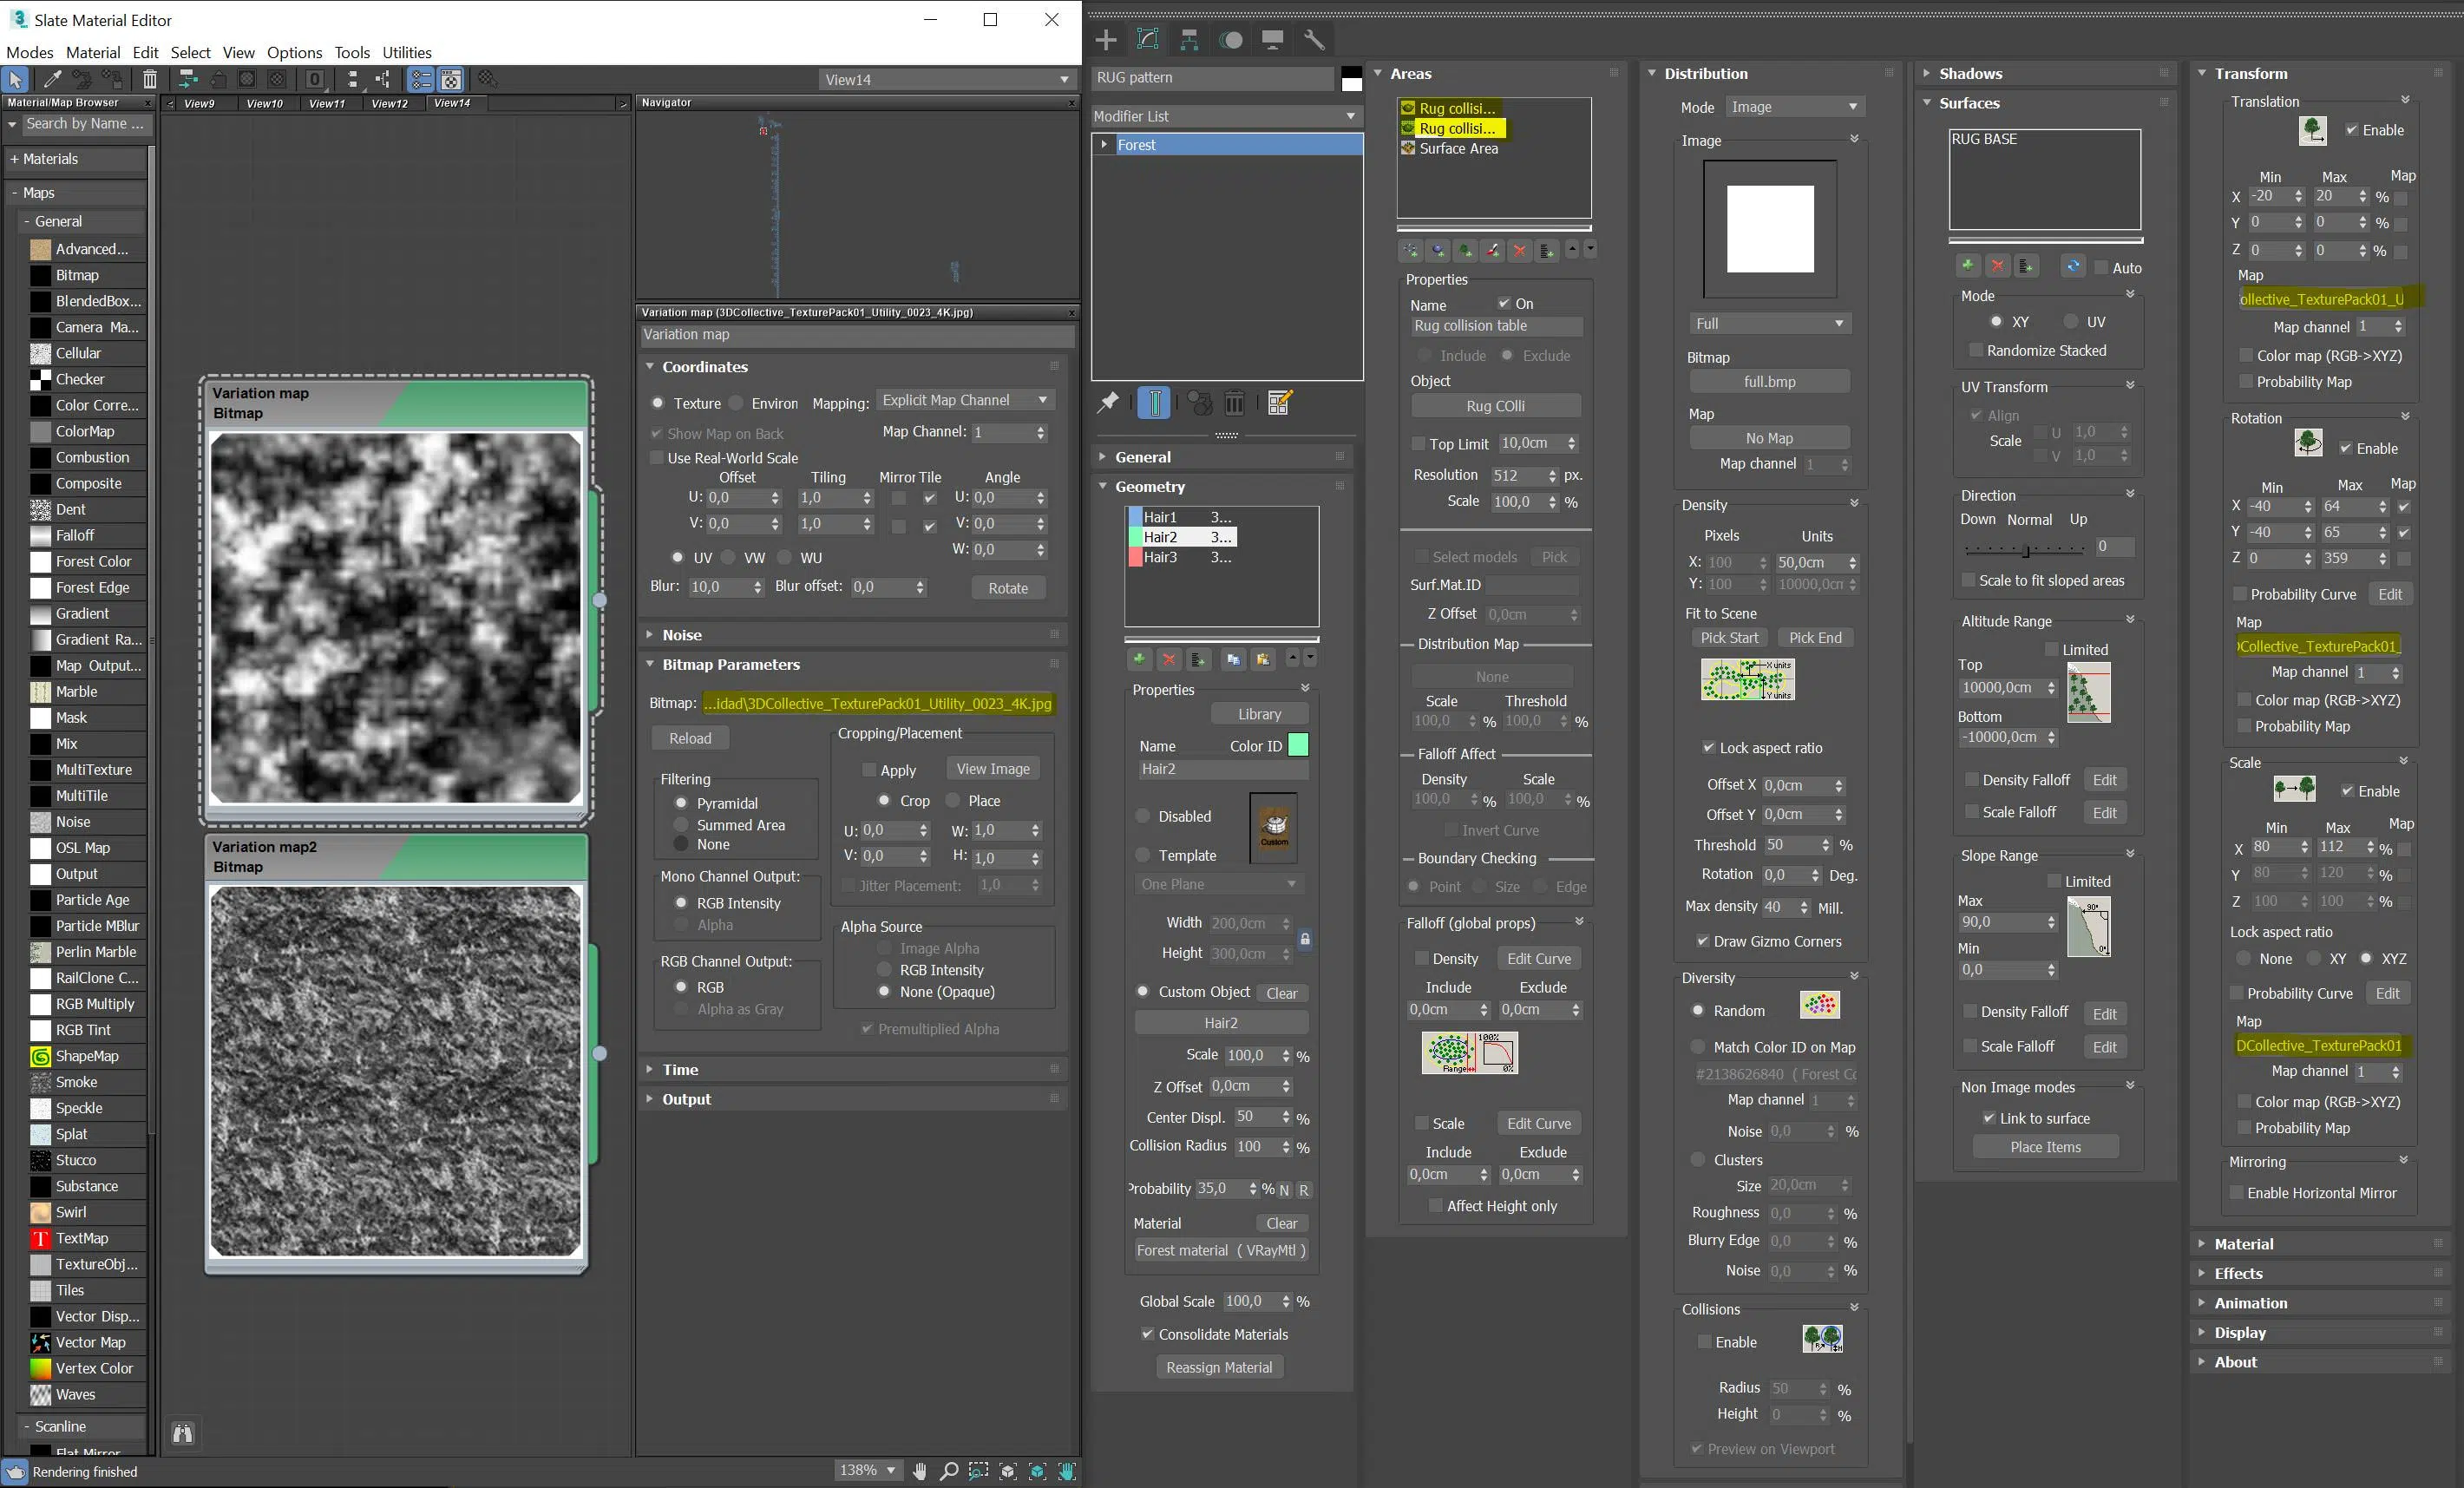 Slate Material Editor
Modes Material Edit Select View Options Tools Utilities
View14
Material/Map Browser
View9 View10 View11 View12 View14
Search by Name ...
+ Materials
- Maps
- General
Advanced...
Bitmap
BlendedBox...
Camera Ma...
Cellular
Checker
Color Corre...
ColorMap
Combustion
Composite
Dent
Falloff
Forest Color
Forest Edge
Gradient
Gradient Ra...
Map Output...
Marble
Mask
Mix
MultiTexture
MultiTile
Noise
OSL Map
Output
Particle Age
Particle MBlur
Perlin Marble
RailClone C...
RGB Multiply
RGB Tint
ShapeMap
Smoke
Speckle
Splat
Stucco
Substance
Swirl
TextMap
TextureObj...
Tiles
Vector Disp...
Vector Map
Vertex Color
Waves
- Scanline
Flat Mirror
Rendering finished
138%
Variation map
Bitmap
Variation map2
Bitmap
Navigator
Variation map (3DCollective_TexturePack01_Utility_0023_4K.jpg)
Variation map
Coordinates
Texture Environ Mapping: Explicit Map Channel
Show Map on Back Map Channel: 1
Use Real-World Scale
Offset Tiling Mirror Tile Angle
U: 0,0 1,0 U: 0,0
V: 0,0 1,0 V: 0,0
W: 0,0
UV VW WU
Blur: 10,0 Blur offset: 0,0 Rotate
Noise
Bitmap Parameters
Bitmap: ...idad\3DCollective_TexturePack01_Utility_0023_4K.jpg
Reload
Cropping/Placement
Apply View Image
Crop Place
U: 0,0 W: 1,0
V: 0,0 H: 1,0
Jitter Placement: 1,0
Filtering
Pyramidal
Summed Area
None
Mono Channel Output:
RGB Intensity
Alpha
RGB Channel Output:
RGB
Alpha as Gray
Alpha Source
Image Alpha
RGB Intensity
None (Opaque)
Premultiplied Alpha
Time
Output
RUG pattern
Modifier List
Forest
General
Geometry
Hair1 3...
Hair2 3...
Hair3 3...
Properties
Library
Name Color ID
Hair2
Disabled
Custom
Template
One Plane
Width 200,0cm
Height 300,0cm
Custom Object Clear
Hair2
Scale 100,0 %
Z Offset 0,0cm
Center Displ. 50 %
Collision Radius 100 %
Probability 35,0 % N R
Material Clear
Forest material ( VRayMtl )
Global Scale 100,0 %
Consolidate Materials
Reassign Material
Areas
Rug collisi...
Rug collisi...
Surface Area
Properties
Name On
Rug collision table
Include Exclude
Object
Rug COlli
Top Limit 10,0cm
Resolution 512 px.
Scale 100,0 %
Select models Pick
Surf.Mat.ID
Z Offset 0,0cm
Distribution Map
None
Scale Threshold
100,0 % 100,0 %
Falloff Affect
Density Scale
100,0 % 100,0 %
Invert Curve
Boundary Checking
Point Size Edge
Falloff (global props)
Density Edit Curve
Include Exclude
0,0cm 0,0cm
Range 100% 0%
Scale Edit Curve
Include Exclude
0,0cm 0,0cm
Affect Height only
Distribution
Mode Image
Image
Full
Bitmap
full.bmp
Map
No Map
Map channel 1
Density
Pixels Units
X: 100 50,0cm
Y: 100 10000,0cm
Fit to Scene
Pick Start Pick End
X units
Y units
Lock aspect ratio
Offset X 0,0cm
Offset Y 0,0cm
Threshold 50 %
Rotation 0,0 Deg.
Max density 40 Mill.
Draw Gizmo Corners
Diversity
Random
Match Color ID on Map
#2138626840 ( Forest Co
Map channel 1
Noise 0,0 %
Clusters
Size 20,0cm
Roughness 0,0 %
Blurry Edge 0,0 %
Noise 0,0 %
Collisions
Enable
Radius 50 %
Height 0 %
Preview on Viewport
Shadows
Surfaces
RUG BASE
Auto
Mode
XY UV
Randomize Stacked
UV Transform
Align
Scale U 1,0
V 1,0
Direction
Down Normal Up
0
Scale to fit sloped areas
Altitude Range
Limited
Top
10000,0cm
Bottom
-10000,0cm
Density Falloff Edit
Scale Falloff Edit
Slope Range
Limited
Max
90,0
Min
0,0
90° 0°
Density Falloff Edit
Scale Falloff Edit
Non Image modes
Link to surface
Place Items
Transform
Translation
Enable
Min Max Map
X -20 20 %
Y 0 0 %
Z 0 0 %
Map
ollective_TexturePack01_U
Map channel 1
Color map (RGB->XYZ)
Probability Map
Rotation
Enable
Min Max Map
X -40 64
Y -40 65
Z 0 359
Probability Curve Edit
Map
Collective_TexturePack01_
Map channel 1
Color map (RGB->XYZ)
Probability Map
Scale
Enable
Min Max Map
X 80 112 %
Y 80 120 %
Z 100 100 %
Lock aspect ratio
None XY XYZ
Probability Curve Edit
Map
DCollective_TexturePack01
Map channel 1
Color map (RGB->XYZ)
Probability Map
Mirroring
Enable Horizontal Mirror
Material
Effects
Animation
Display
About